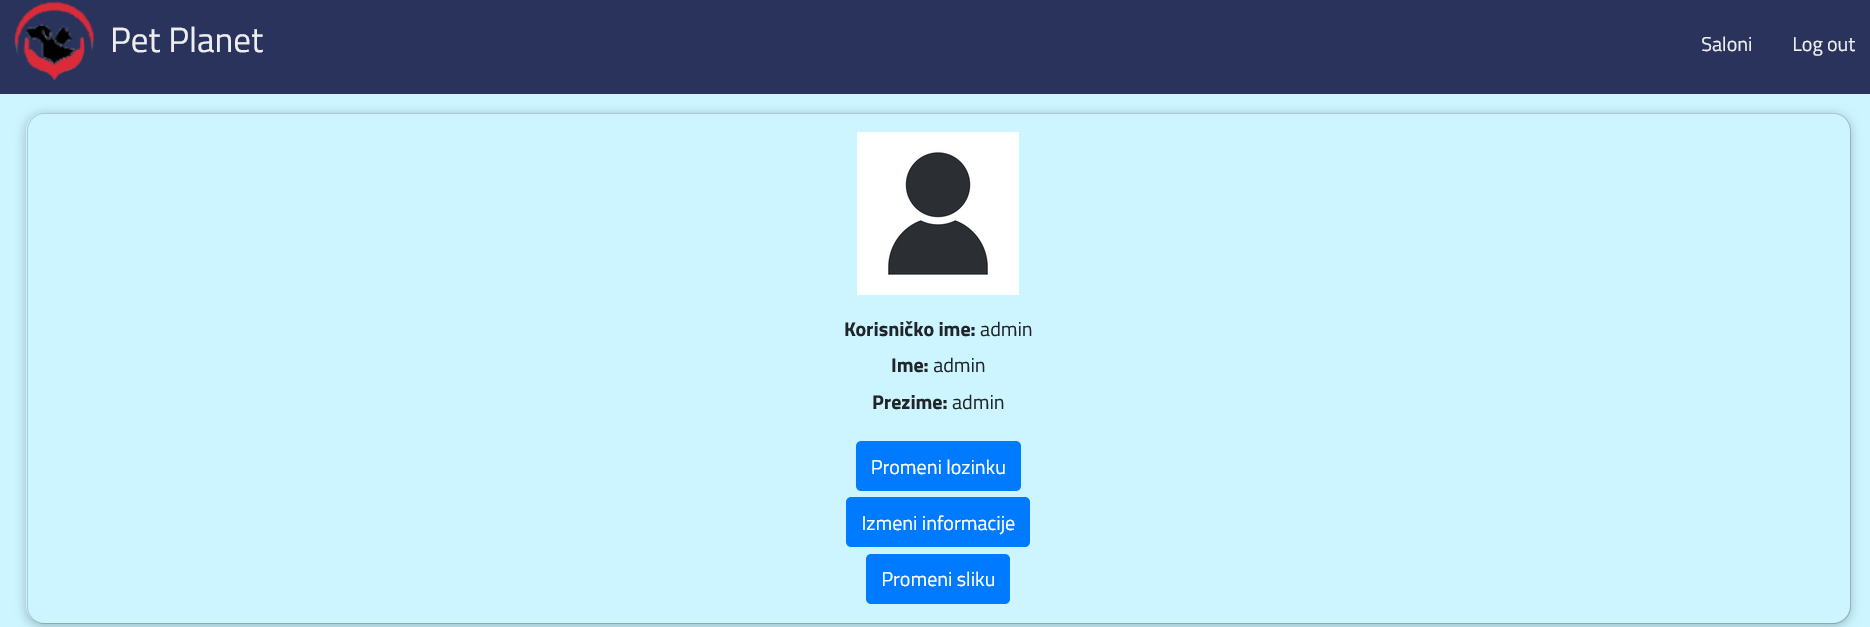 Pet Planet
Saloni
Log out
Korisničko ime: admin
Ime: admin
Prezime: admin
Promeni lozinku
Izmeni informacije
Promeni sliku